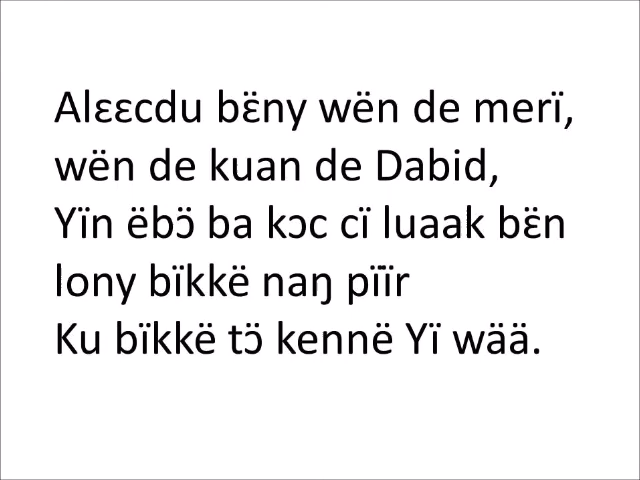 Alɛɛcdu bɛ̈ny wën de merï,
wën de kuan de Dabid,
Yïn ëbɔ̈ ba kɔc cï luaak bɛ̈n
lony bïkkë naŋ pïïr
Ku bïkkë tɔ̈ kennë Yï wää.